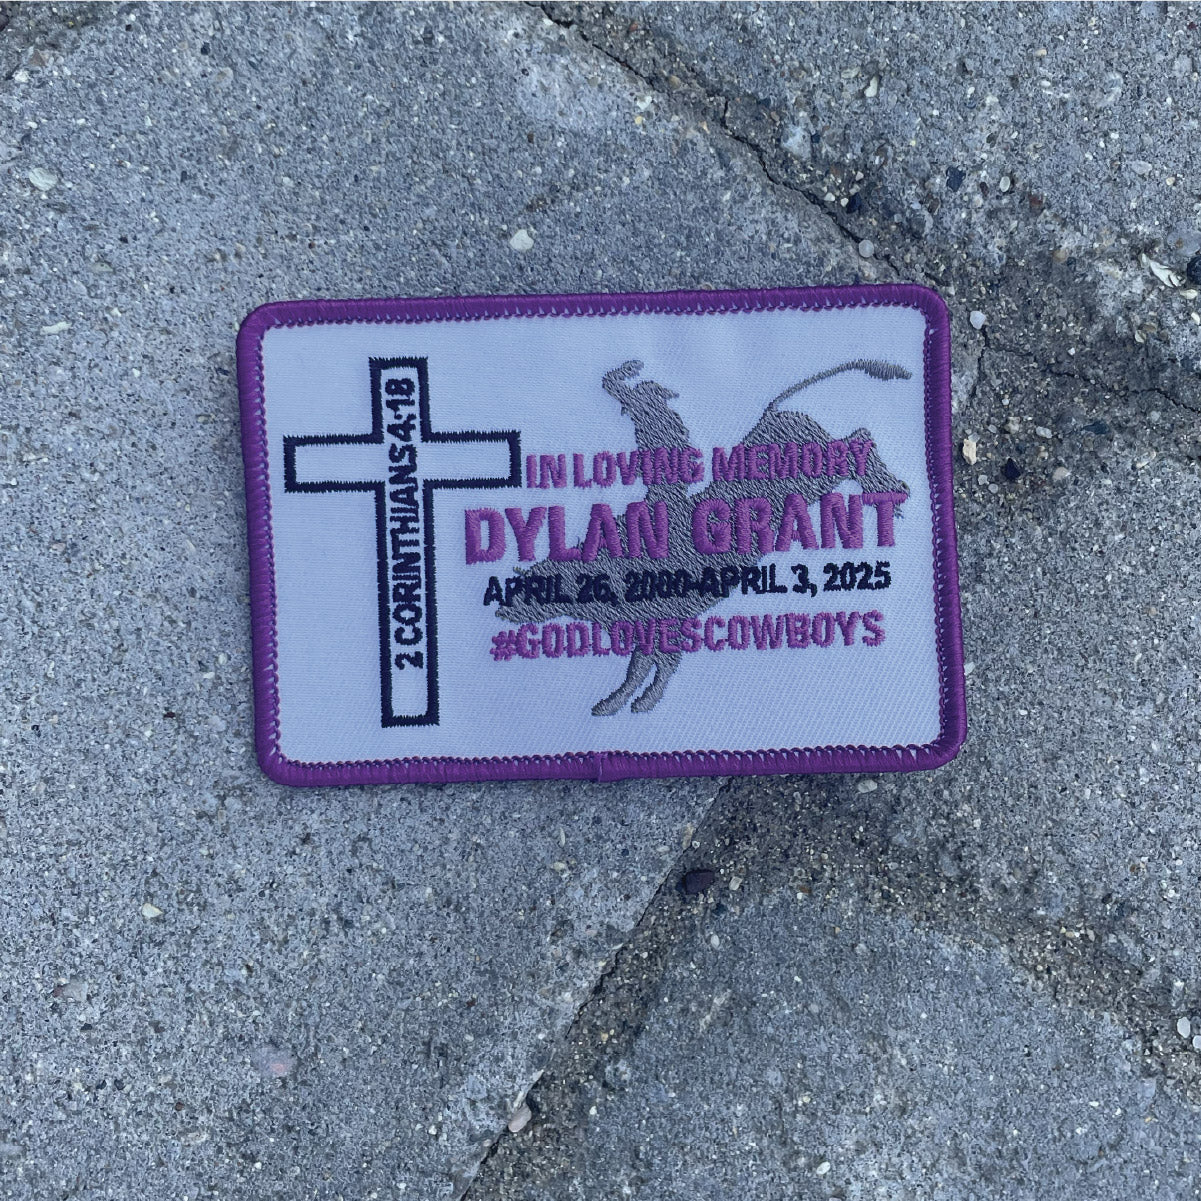 2 CORINTHIANS 4:18
IN LOVING MEMORY
DYLAN GRANT
APRIL 26, 2000-APRIL 3, 2025
#GODLOVESCOWBOYS